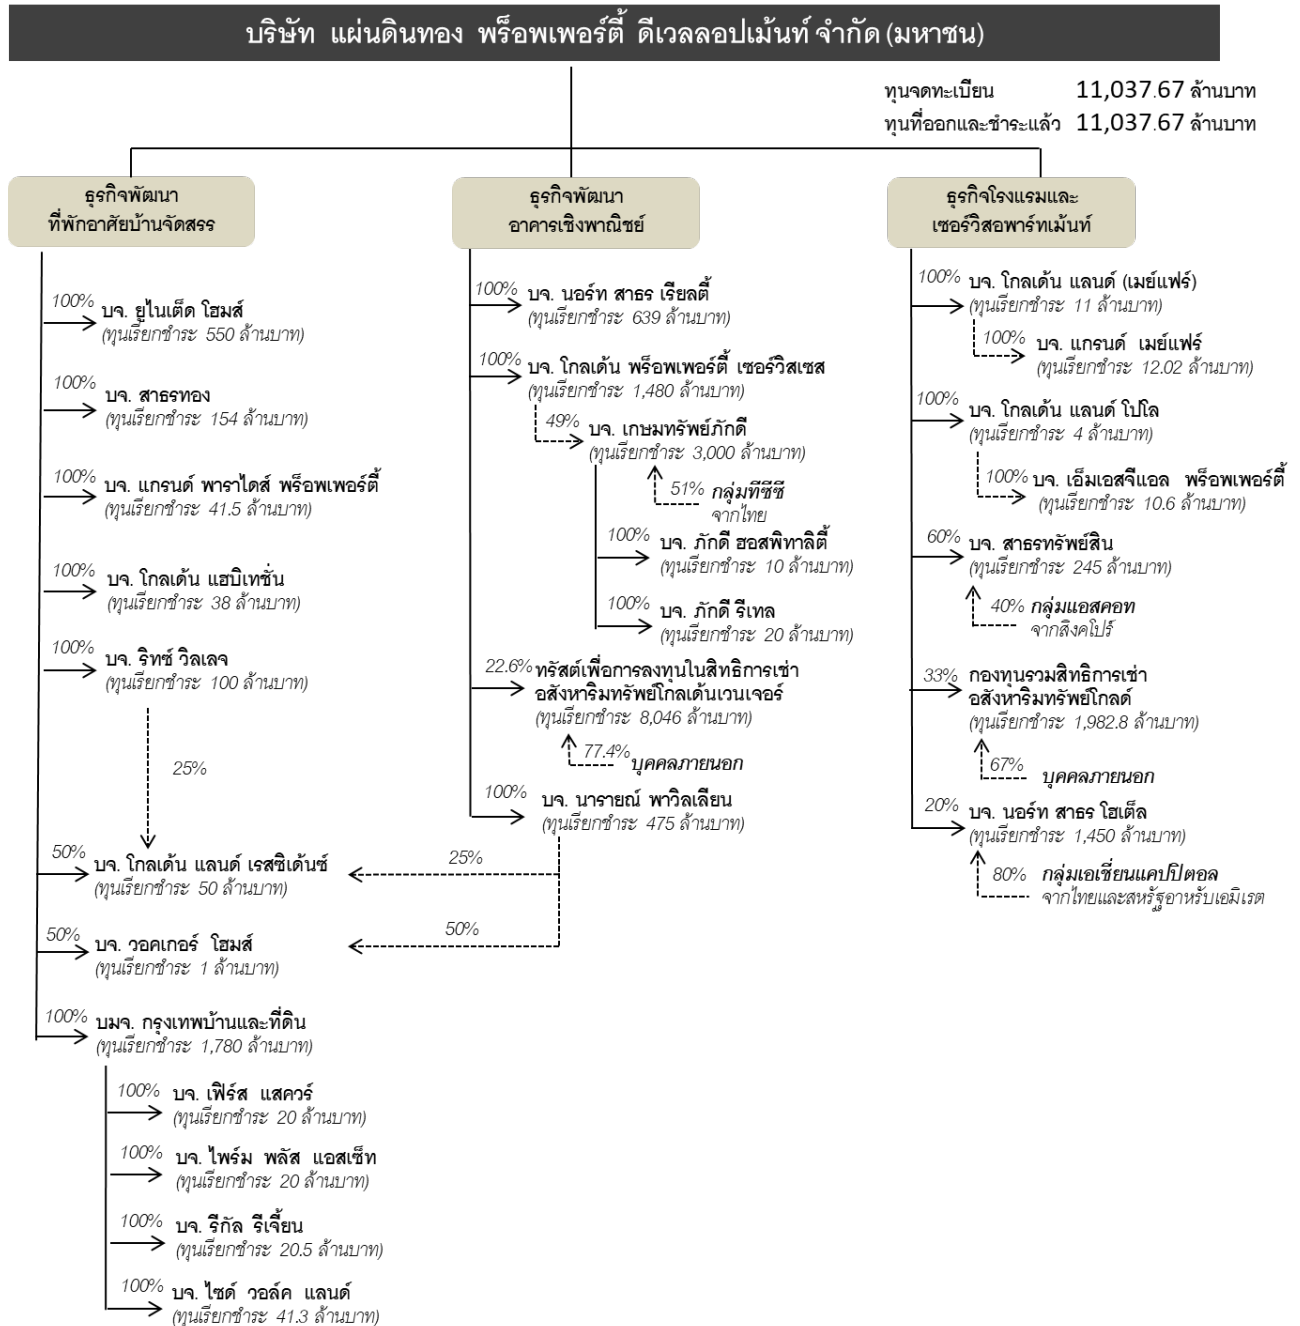 บริษัท แผ่นดินทอง พร็อพเพอร์ตี้ ดีเวลลอปเม้นท์ จำกัด (มหาชน)
ทุนจดทะเบียน 11,037.67 ล้านบาท
ทุนที่ออกและชำระแล้ว 11,037.67 ล้านบาท
ธุรกิจพัฒนา
ที่พักอาศัยบ้านจัดสรร
100% บจ. ยูไนเต็ด โฮมส์
(ทุนเรียกชำระ 550 ล้านบาท)
100% บจ. สาธรทอง
(ทุนเรียกชำระ 154 ล้านบาท)
100% บจ. แกรนด์ พาราไดส์ พร็อพเพอร์ตี้
(ทุนเรียกชำระ 41.5 ล้านบาท)
100% บจ. โกลเด้น แฮบิเทชั่น
(ทุนเรียกชำระ 38 ล้านบาท)
100% บจ. ริทซ์ วิลเลจ
(ทุนเรียกชำระ 100 ล้านบาท)
25%
50% บจ. โกลเด้น แลนด์ เรสซิเด้นซ์
(ทุนเรียกชำระ 50 ล้านบาท)
50% บจ. วอคเกอร์ โฮมส์
(ทุนเรียกชำระ 1 ล้านบาท)
100% บมจ. กรุงเทพบ้านและที่ดิน
(ทุนเรียกชำระ 1,780 ล้านบาท)
100% บจ. เฟิร์ส แสควร์
(ทุนเรียกชำระ 20 ล้านบาท)
100% บจ. ไพร์ม พลัส แอสเซ็ท
(ทุนเรียกชำระ 20 ล้านบาท)
100% บจ. รีกัล รีเจี้ยน
(ทุนเรียกชำระ 20.5 ล้านบาท)
100% บจ. ไซด์ วอล์ค แลนด์
(ทุนเรียกชำระ 41.3 ล้านบาท)
ธุรกิจพัฒนา
อาคารเชิงพาณิชย์
100% บจ. นอร์ท สาธร เรียลตี้
(ทุนเรียกชำระ 639 ล้านบาท)
100% บจ. โกลเด้น พร็อพเพอร์ตี้ เซอร์วิสเซส
(ทุนเรียกชำระ 1,480 ล้านบาท)
49% บจ. เกษมทรัพย์ภักดี
(ทุนเรียกชำระ 3,000 ล้านบาท)
51% กลุ่มทีซีซี
จากไทย
100% บจ. ภักดี ฮอสพิทาลิตี้
(ทุนเรียกชำระ 10 ล้านบาท)
100% บจ. ภักดี รีเทล
(ทุนเรียกชำระ 20 ล้านบาท)
22.6% ทรัสต์เพื่อการลงทุนในสิทธิการเช่า
อสังหาริมทรัพย์โกลเด้นเวนเจอร์
(ทุนเรียกชำระ 8,046 ล้านบาท)
77.4% บุคคลภายนอก
100% บจ. นารายณ์ พาวิลเลียน
(ทุนเรียกชำระ 475 ล้านบาท)
25%
50%
ธุรกิจโรงแรมและ
เซอร์วิสอพาร์ทเม้นท์
100% บจ. โกลเด้น แลนด์ (เมย์แฟร์)
(ทุนเรียกชำระ 11 ล้านบาท)
100% บจ. แกรนด์ เมย์แฟร์
(ทุนเรียกชำระ 12.02 ล้านบาท)
100% บจ. โกลเด้น แลนด์ โปโล
(ทุนเรียกชำระ 4 ล้านบาท)
100% บจ. เอ็มเอสจีแอล พร็อพเพอร์ตี้
(ทุนเรียกชำระ 10.6 ล้านบาท)
60% บจ. สาธรทรัพย์สิน
(ทุนเรียกชำระ 245 ล้านบาท)
40% กลุ่มแอสคอท
จากสิงคโปร์
33% กองทุนรวมสิทธิการเช่า
อสังหาริมทรัพย์โกลด์
(ทุนเรียกชำระ 1,982.8 ล้านบาท)
67% บุคคลภายนอก
20% บจ. นอร์ท สาธร โฮเต็ล
(ทุนเรียกชำระ 1,450 ล้านบาท)
80% กลุ่มเอเชี่ยนแคปปิตอล
จากไทยและสหรัฐอาหรับเอมิเรต